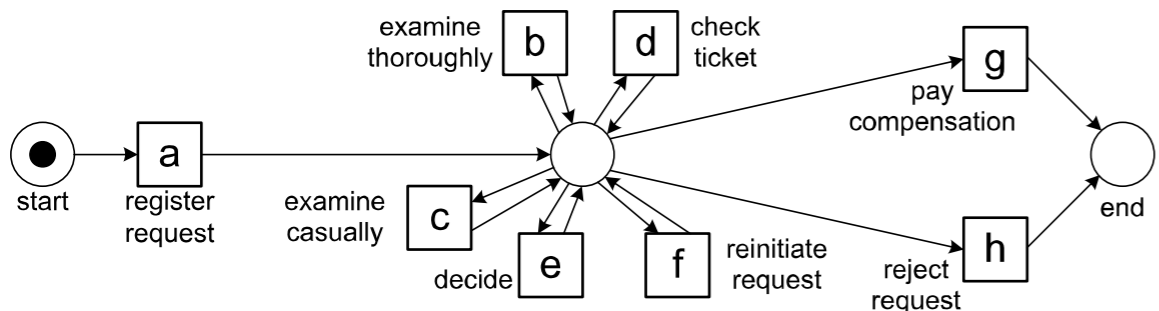 examine
thoroughly
b
d
check
ticket
g
pay
compensation
start
a
register
request
examine
casually
c
decide
e
f
reinitiate
request
reject
request
h
end